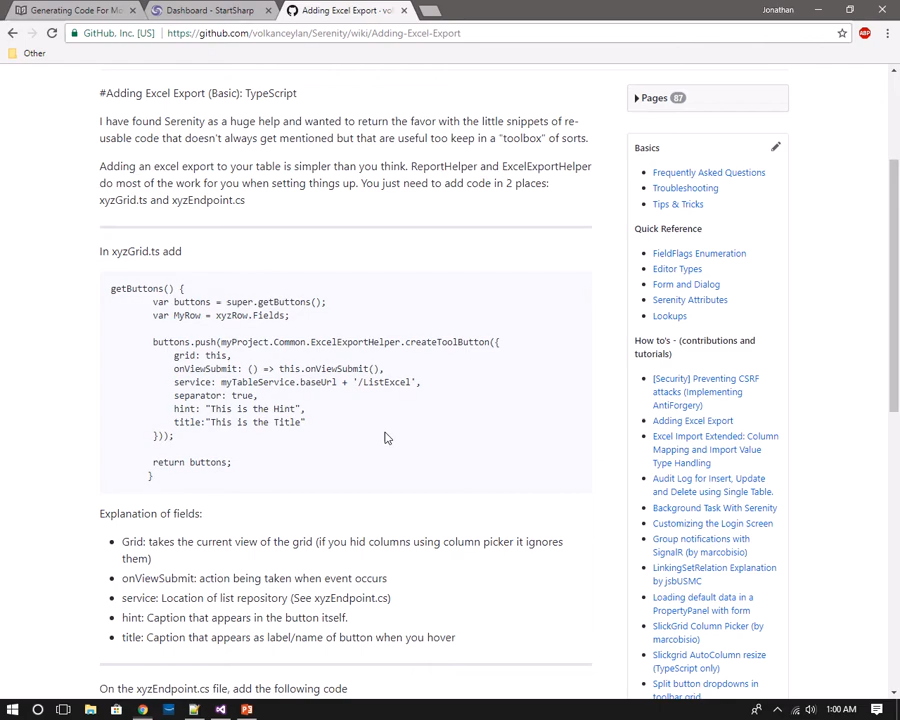 Generating Code For Mo
Dashboard - StartSharp
Adding Excel Export · vol
Jonathan
GitHub, Inc. [US]
https://github.com/volkanceylan/Serenity/wiki/Adding-Excel-Export
ABP
Other
#Adding Excel Export (Basic): TypeScript
I have found Serenity as a huge help and wanted to return the favor with the little snippets of re-
usable code that doesn't always get mentioned but that are useful too keep in a "toolbox" of sorts.
Adding an excel export to your table is simpler than you think. ReportHelper and ExcelExportHelper
do most of the work for you when setting things up. You just need to add code in 2 places:
xyzGrid.ts and xyzEndpoint.cs
In xyzGrid.ts add
getButtons() {
var buttons = super.getButtons();
var MyRow = xyzRow.Fields;
buttons.push(myProject.Common.ExcelExportHelper.createToolButton({
grid: this,
onViewSubmit: () => this.onViewSubmit(),
service: myTableService.baseUrl + '/ListExcel',
separator: true,
hint: "This is the Hint",
title:"This is the Title"
}));
return buttons;
}
Explanation of fields:
Grid: takes the current view of the grid (if you hid columns using column picker it ignores
them)
onViewSubmit: action being taken when event occurs
service: Location of list repository (See xyzEndpoint.cs)
hint: Caption that appears in the button itself.
title: Caption that appears as label/name of button when you hover
On the xyzEndpoint.cs file, add the following code
Pages 87
Basics
Frequently Asked Questions
Troubleshooting
Tips & Tricks
Quick Reference
FieldFlags Enumeration
Editor Types
Form and Dialog
Serenity Attributes
Lookups
How to's - (contributions and
tutorials)
[Security] Preventing CSRF
attacks (Implementing
AntiForgery)
Adding Excel Export
Excel Import Extended: Column
Mapping and Import Value
Type Handling
Audit Log for Insert, Update
and Delete using Single Table.
Background Task With Serenity
Customizing the Login Screen
Group notifications with
SignalR (by marcobisio)
LinkingSetRelation Explanation
by jsbUSMC
Loading default data in a
PropertyPanel with form
SlickGrid Column Picker (by
marcobisio)
Slickgrid AutoColumn resize
(TypeScript only)
Split button dropdowns in
toolbar grid
1:00 AM